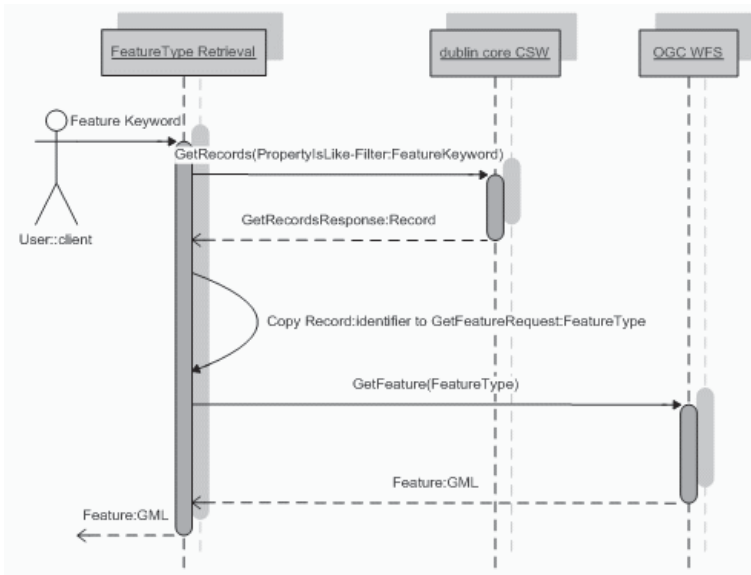 FeatureType Retrieval
dublin core CSW
OGC WFS
Feature Keyword
GetRecords(PropertyIsLike-Filter:FeatureKeyword)
GetRecordsResponse:Record
User::client
Copy Record:identifier to GetFeatureRequest:FeatureType
GetFeature(FeatureType)
Feature:GML
Feature:GML